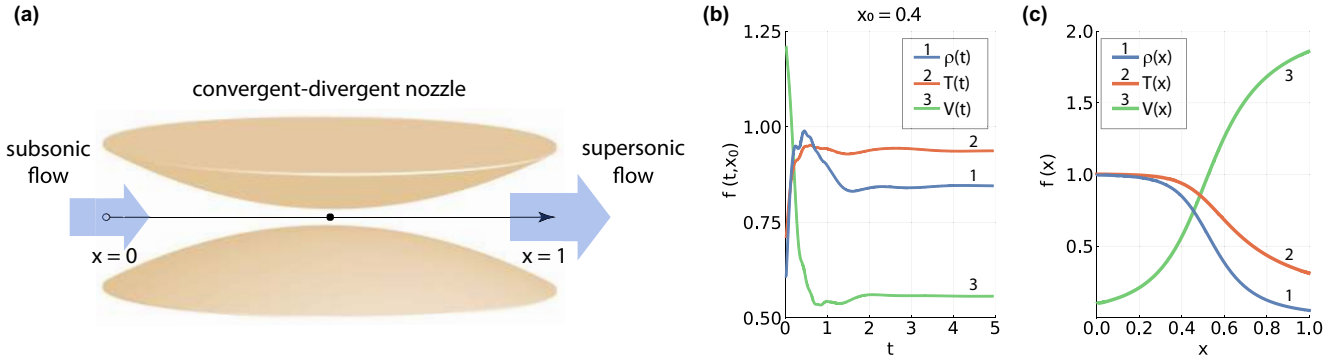 (a)
convergent-divergent nozzle
subsonic
flow
supersonic
flow
x = 0
x = 1
(b)
x₀ = 0.4
f (t,x₀)
1.25
1.00
0.75
0.50
1 ρ(t)
2 T(t)
3 V(t)
2
1
3
0 1 2 3 4 5
t
(c)
f (x)
2.0
1.5
1.0
0.5
1 ρ(x)
2 T(x)
3 V(x)
3
2
1
0.0 0.2 0.4 0.6 0.8 1.0
x